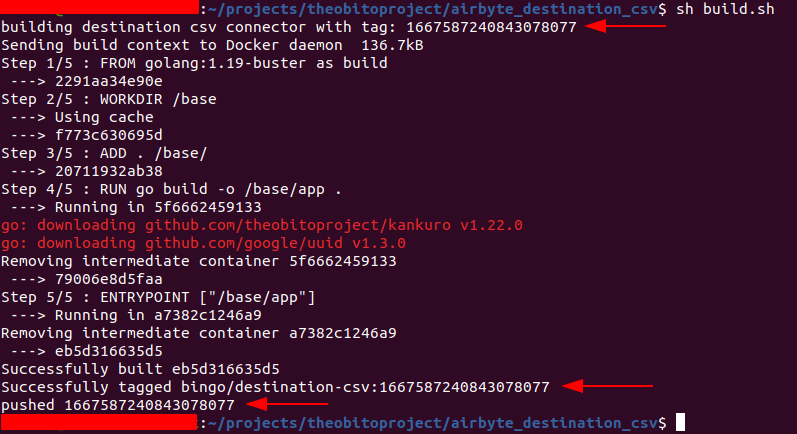 :~/projects/theobitoproject/airbyte_destination_csv$ sh build.sh
building destination csv connector with tag: 1667587240843078077
Sending build context to Docker daemon  136.7kB
Step 1/5 : FROM golang:1.19-buster as build
 ---> 2291aa34e90e
Step 2/5 : WORKDIR /base
 ---> Using cache
 ---> f773c630695d
Step 3/5 : ADD . /base/
 ---> 20711932ab38
Step 4/5 : RUN go build -o /base/app .
 ---> Running in 5f6662459133
go: downloading github.com/theobitoproject/kankuro v1.22.0
go: downloading github.com/google/uuid v1.3.0
Removing intermediate container 5f6662459133
 ---> 79006e8d5faa
Step 5/5 : ENTRYPOINT ["/base/app"]
 ---> Running in a7382c1246a9
Removing intermediate container a7382c1246a9
 ---> eb5d316635d5
Successfully built eb5d316635d5
Successfully tagged bingo/destination-csv:1667587240843078077
pushed 1667587240843078077
:~/projects/theobitoproject/airbyte_destination_csv$